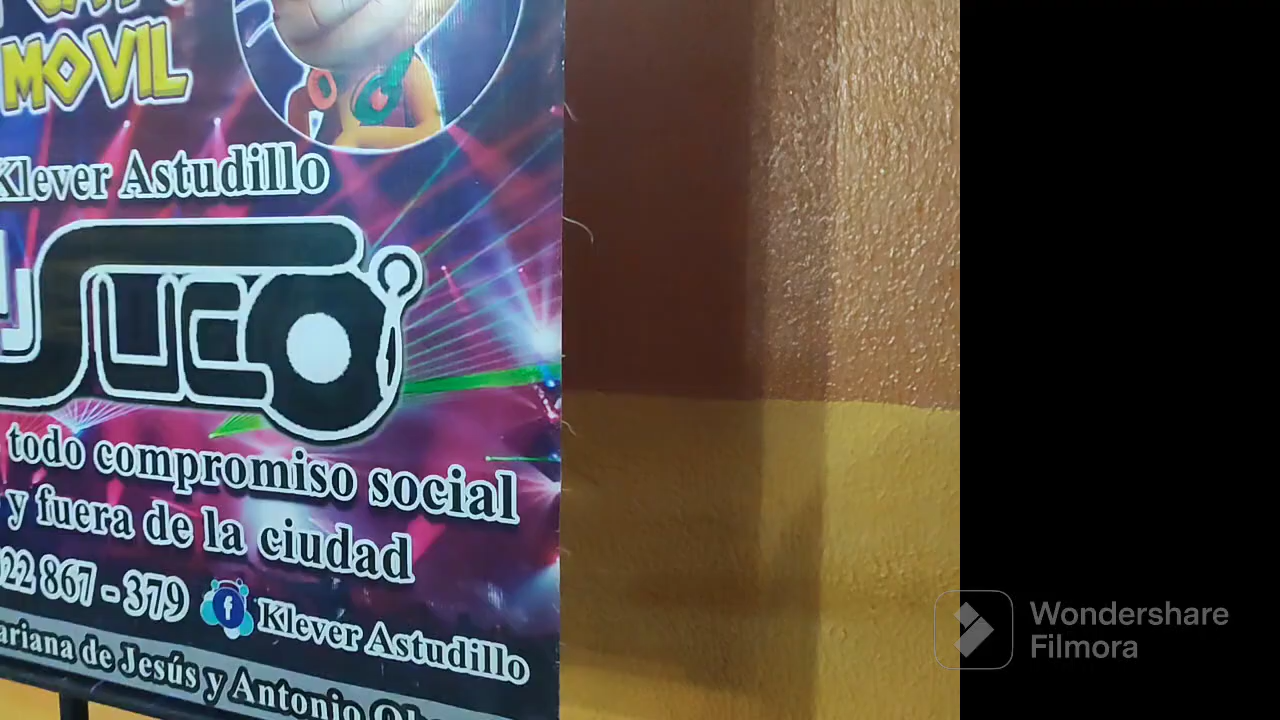 MOVIL
Klever Astudillo
todo compromiso social
y fuera de la ciudad
22 867 - 379 f Klever Astudillo
de Jesús y Antonio
Wondershare
Filmora